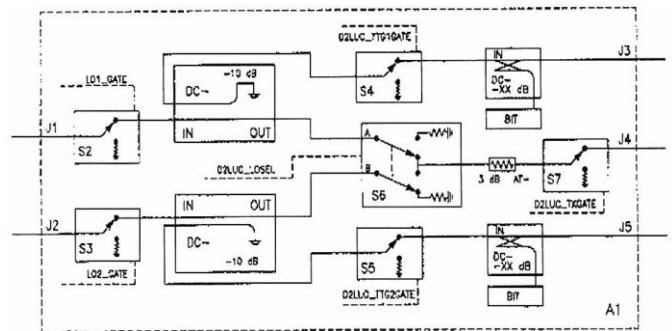 D2LUC_TTG1GATE
J3
-10 dB
IN
LO1_GATE
DC-
S4
DC-
-XX dB
J1
IN
OUT
BIT
S2
A
J4
D2LUC_LOSEL
B
3 dB
AT-
S7
S6
J2
IN
OUT
D2LUC_TXGATE
S3
DC-
IN
J5
-10 dB
S5
DC-
-XX dB
LO2_GATE
BIT
D2LUC_TTG2GATE
A1